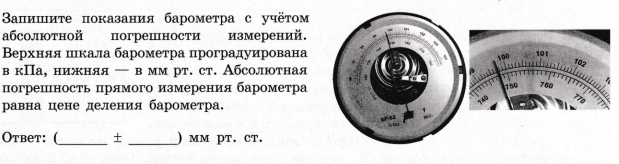 Запишите показания барометра с учётом
абсолютной погрешности измерений.
Верхняя шкала барометра проградуирована
в кПа, нижняя — в мм рт. ст. Абсолютная
погрешность прямого измерения барометра
равна цене деления барометра.
Ответ: (______ ± ______) мм рт. ст.
100 101 102
740 750 760 770